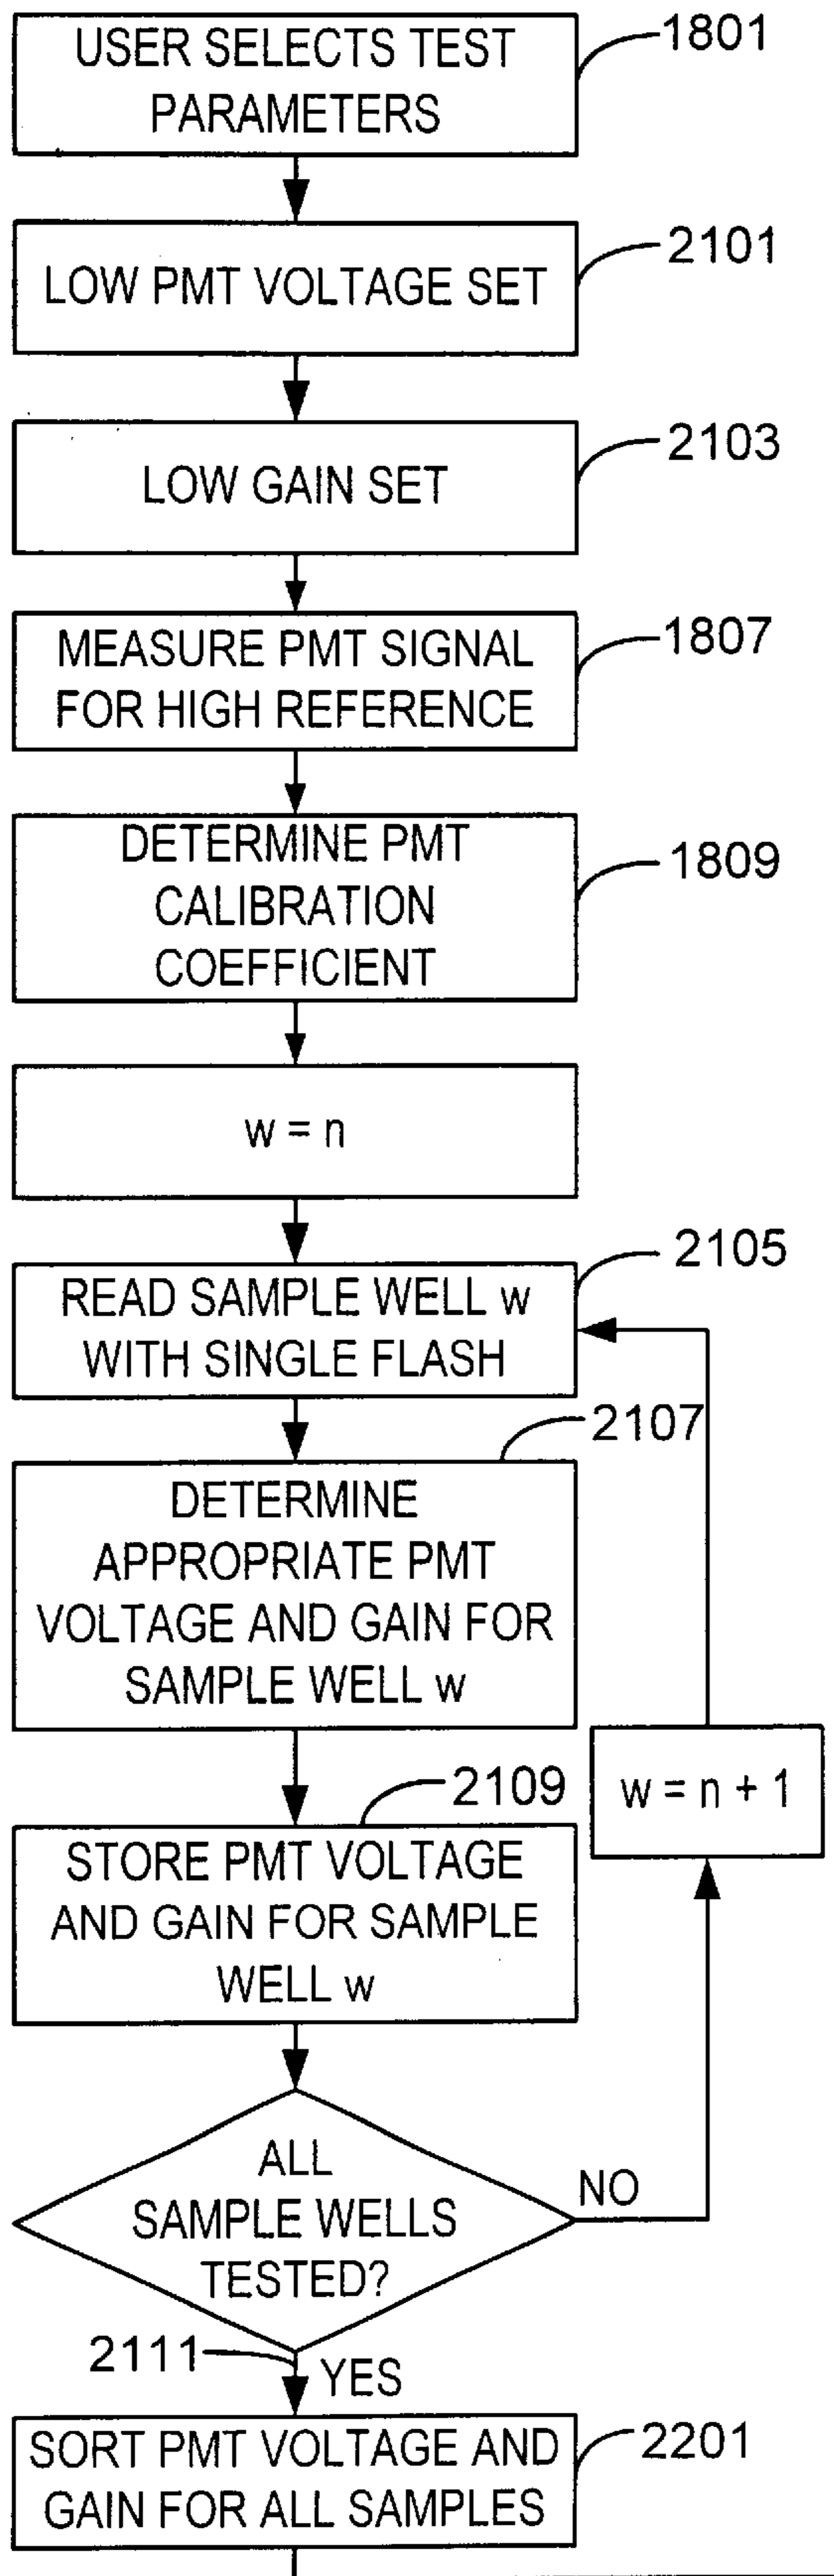 USER SELECTS TEST
PARAMETERS
1801
LOW PMT VOLTAGE SET
2101
LOW GAIN SET
2103
MEASURE PMT SIGNAL
FOR HIGH REFERENCE
1807
DETERMINE PMT
CALIBRATION
COEFFICIENT
1809
w = n
2105
READ SAMPLE WELL w
WITH SINGLE FLASH
2107
DETERMINE
APPROPRIATE PMT
VOLTAGE AND GAIN FOR
SAMPLE WELL w
w = n + 1
2109
STORE PMT VOLTAGE
AND GAIN FOR SAMPLE
WELL w
ALL
SAMPLE WELLS
TESTED?
NO
2111
YES
SORT PMT VOLTAGE AND
GAIN FOR ALL SAMPLES
2201